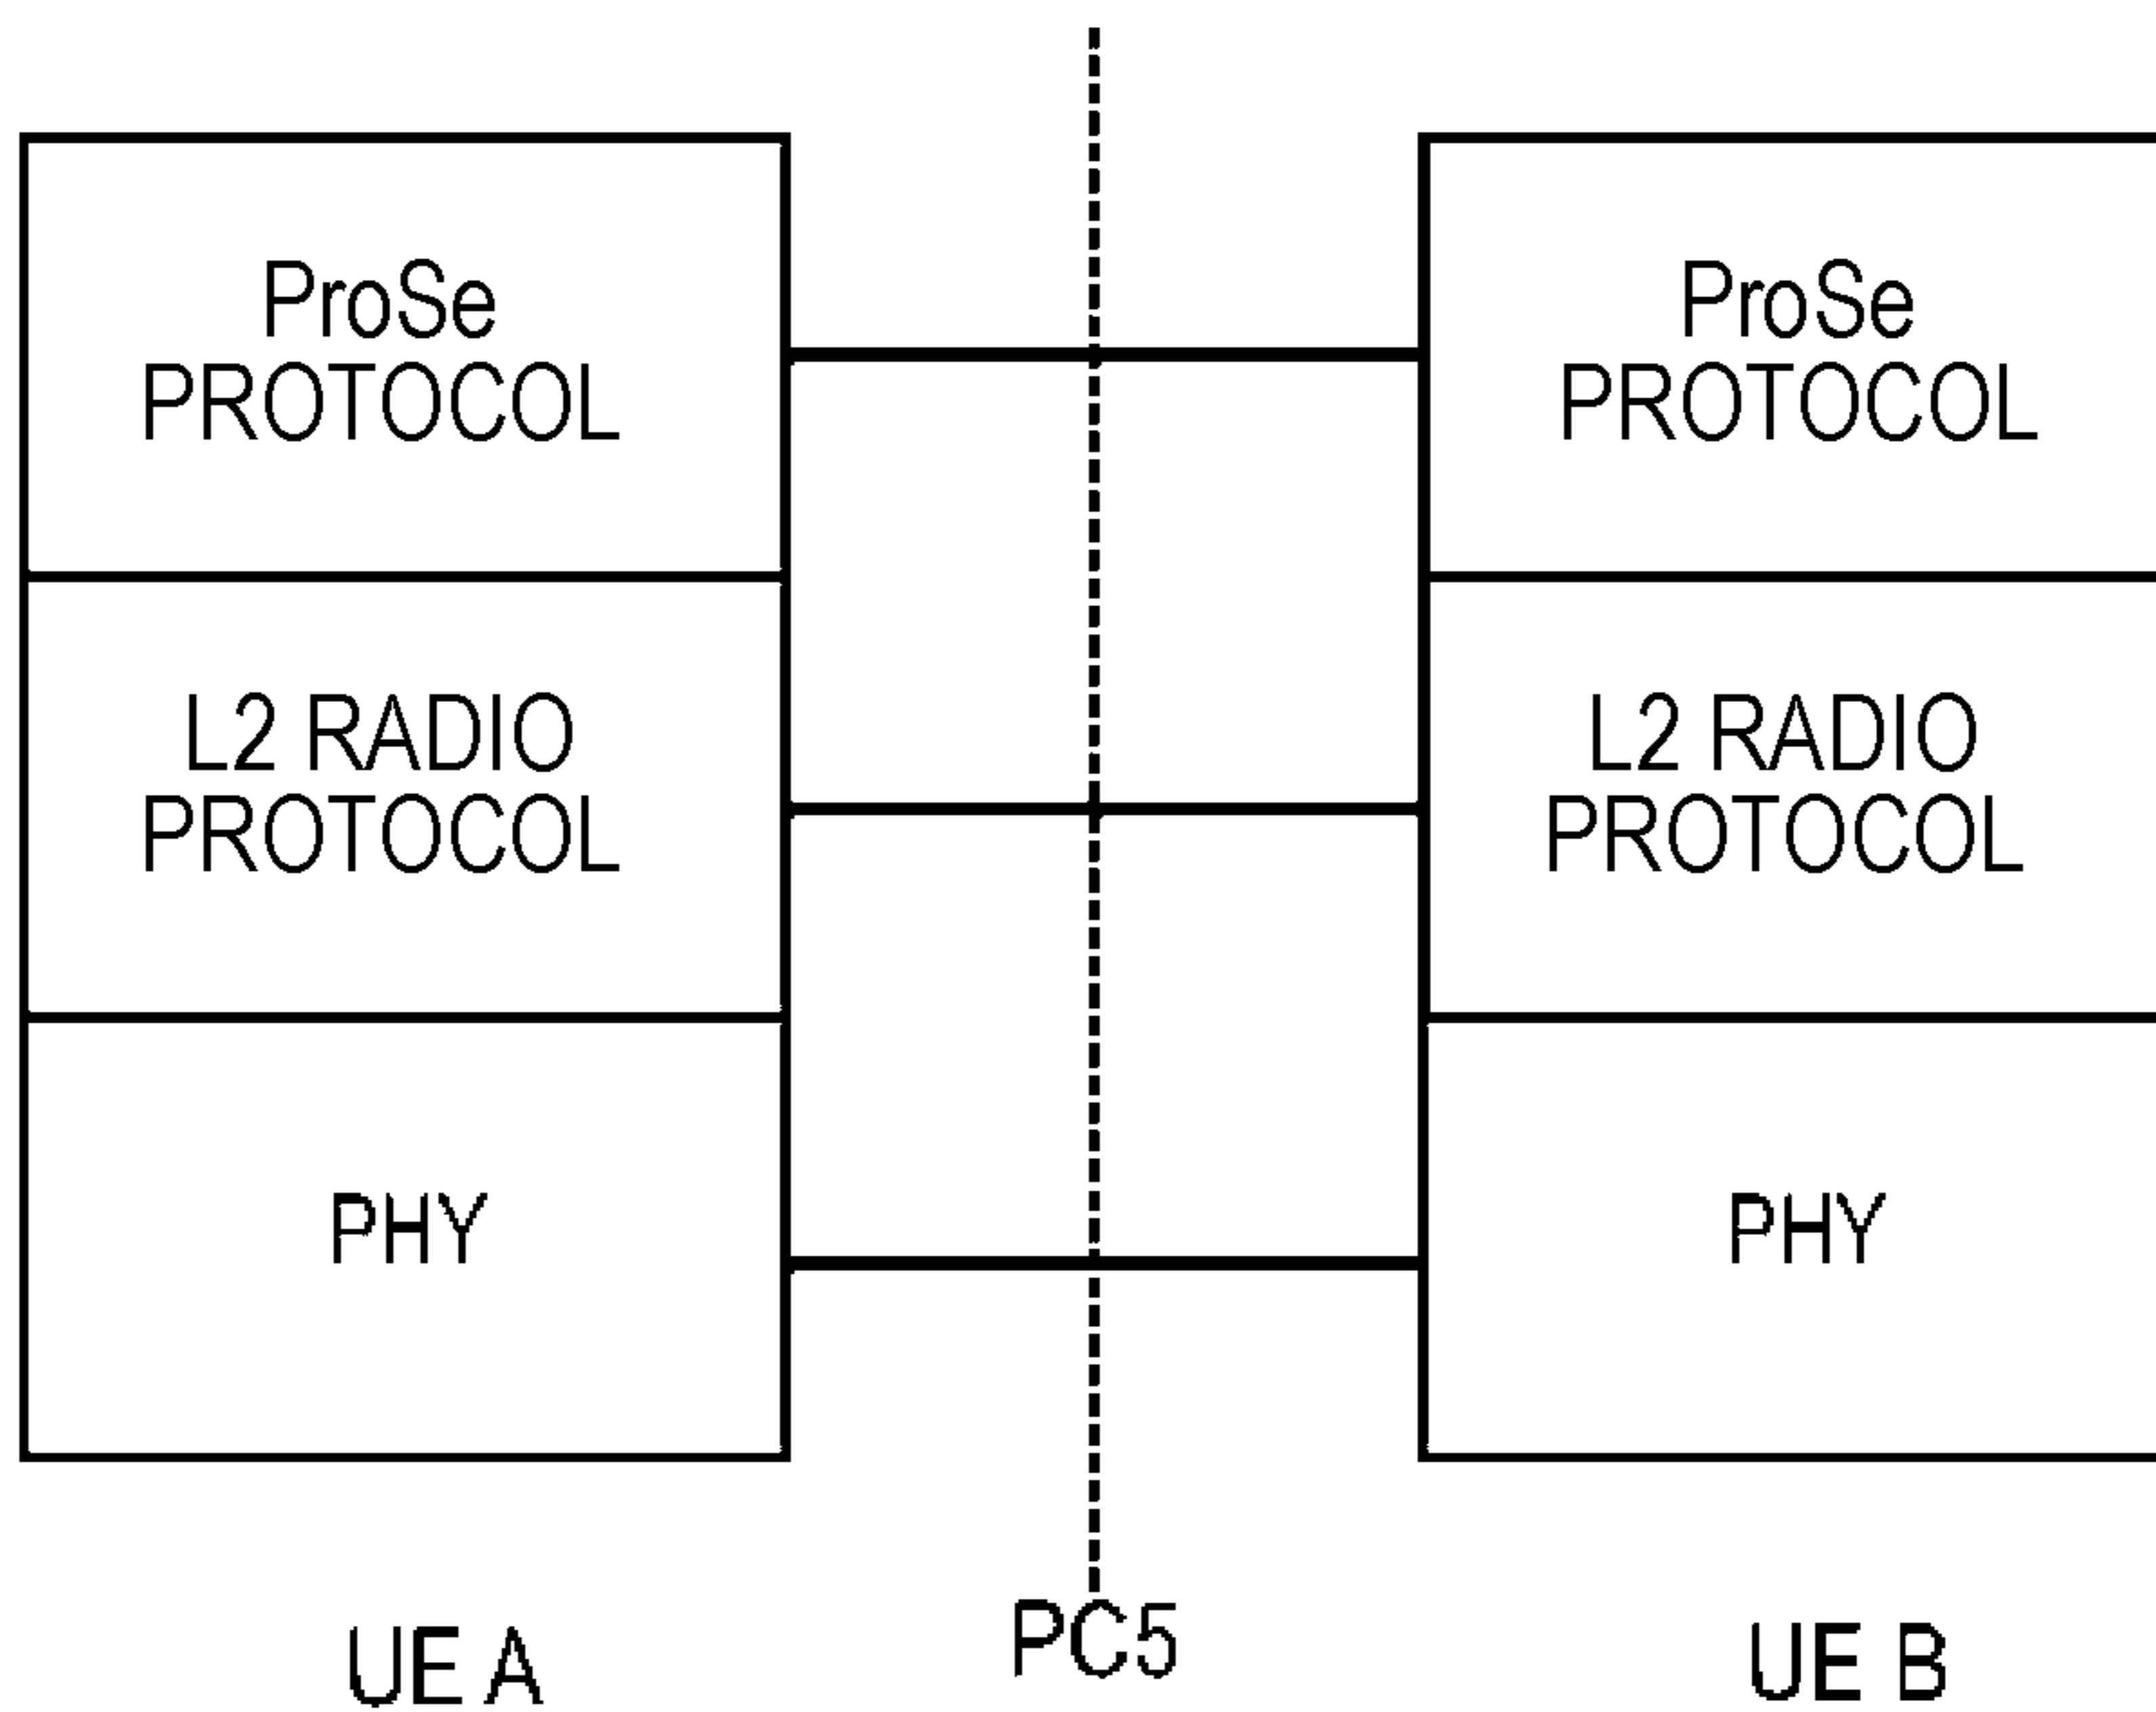 ProSe
PROTOCOL
ProSe
PROTOCOL
L2 RADIO
PROTOCOL
L2 RADIO
PROTOCOL
PHY
PHY
UE A
PC5
UE B